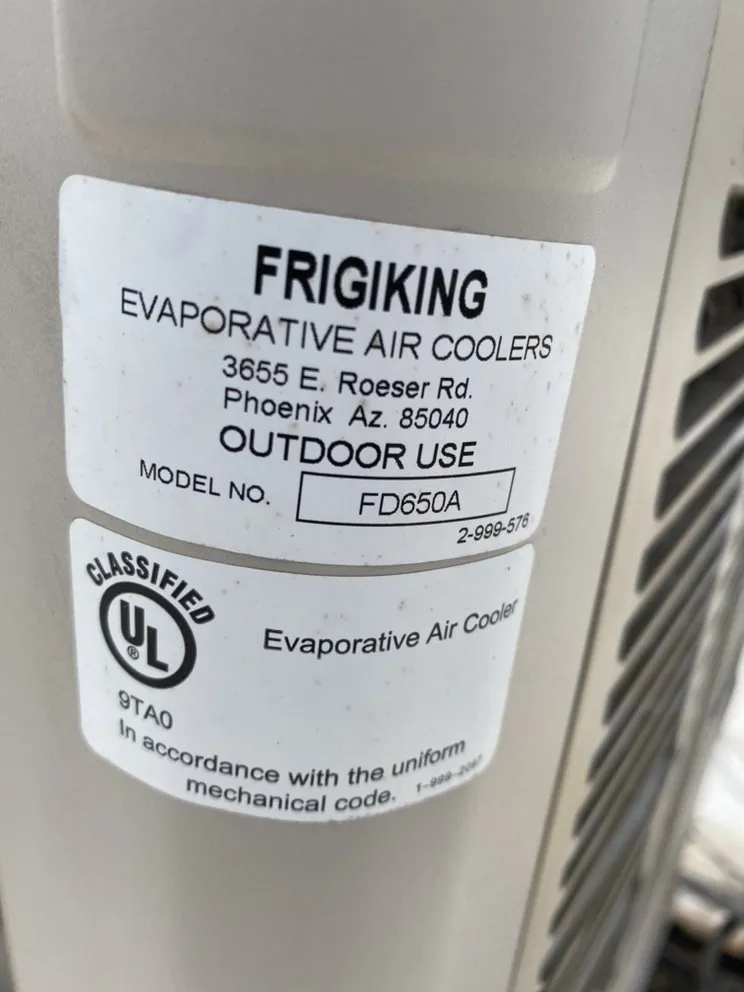 FRIGIKING
EVAPORATIVE AIR COOLERS
3655 E. Roeser Rd.
Phoenix Az. 85040
OUTDOOR USE
MODEL NO. FD650A
2-999-576
CLASSIFIED
UL
®
Evaporative Air Cooler
9TA0
In accordance with the uniform
mechanical code.